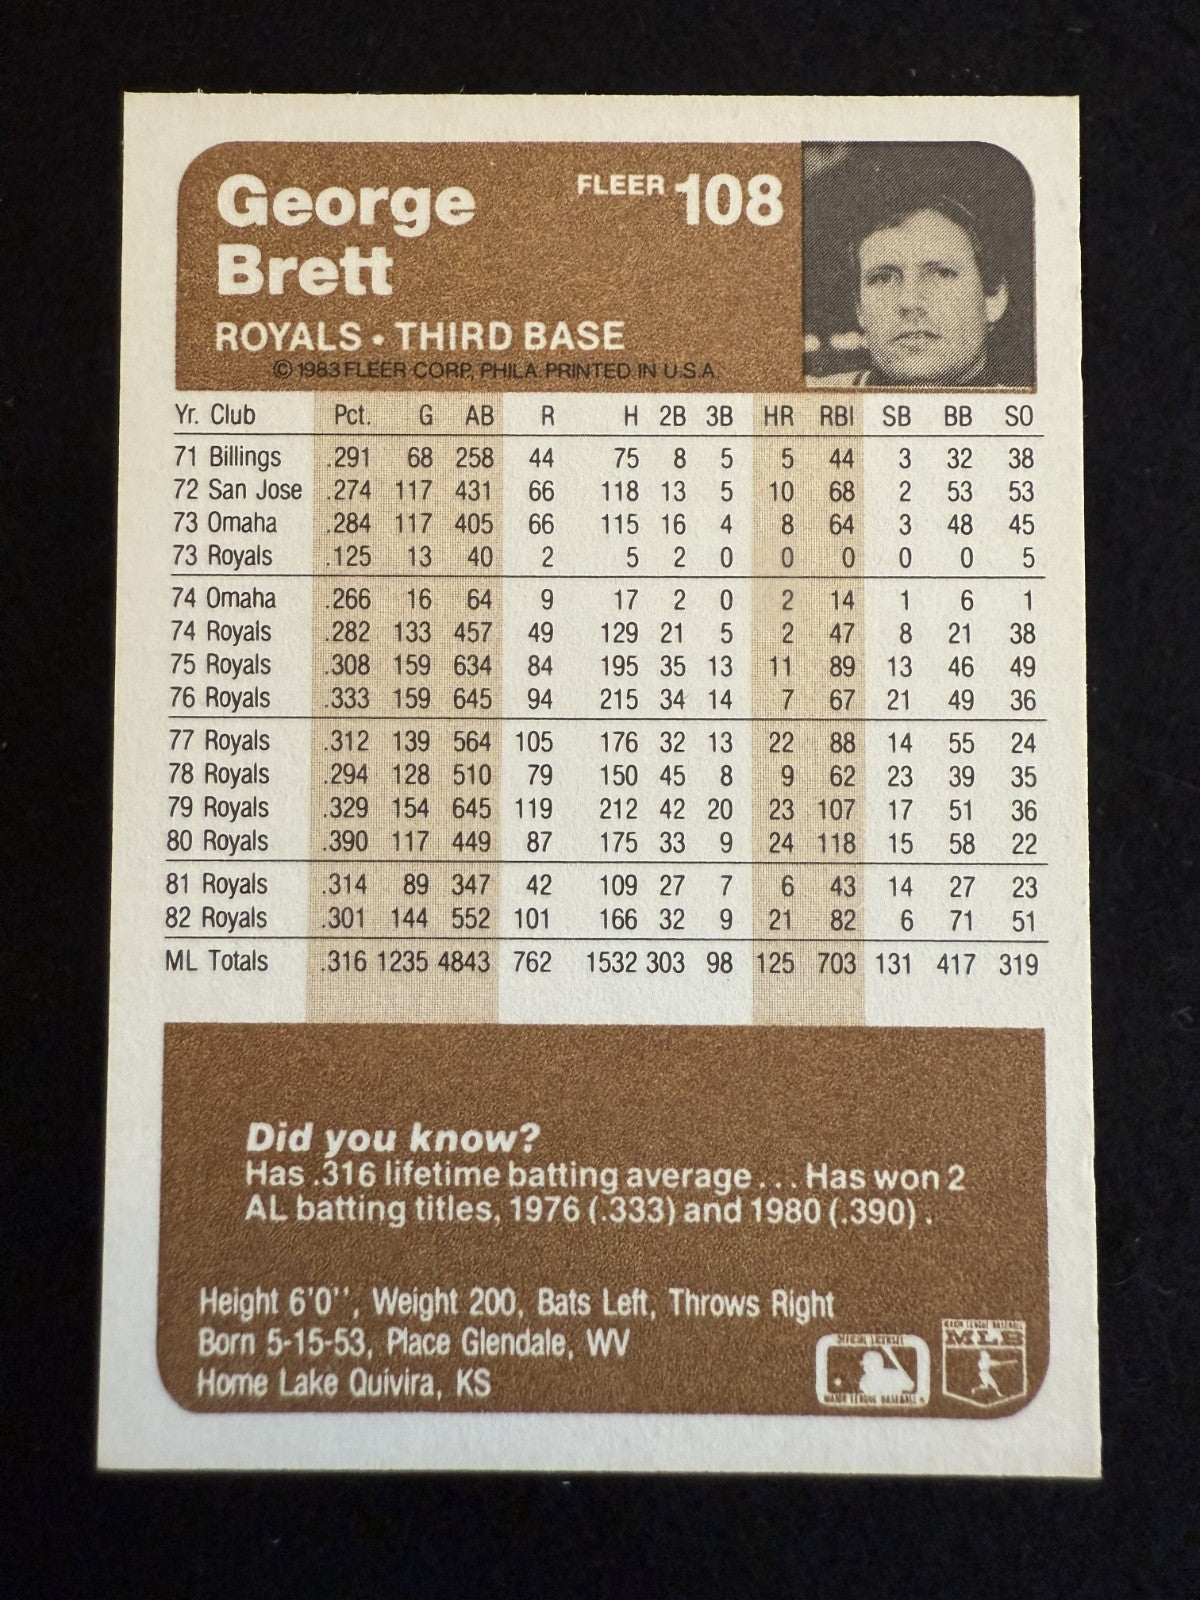 George
Brett
FLEER 108
ROYALS • THIRD BASE
© 1983 FLEER CORP., PHILA. PRINTED IN U.S.A.
Yr. Club Pct. G AB R H 2B 3B HR RBI SB BB SO
71 Billings .291 68 258 44 75 8 5 5 44 3 32 38
72 San Jose .274 117 431 66 118 13 5 10 68 2 53 53
73 Omaha .284 117 405 66 115 16 4 8 64 3 48 45
73 Royals .125 13 40 2 5 2 0 0 0 0 0 5
74 Omaha .266 16 64 9 17 2 0 2 14 1 6 1
74 Royals .282 133 457 49 129 21 5 2 47 8 21 38
75 Royals .308 159 634 84 195 35 13 11 89 13 46 49
76 Royals .333 159 645 94 215 34 14 7 67 21 49 36
77 Royals .312 139 564 105 176 32 13 22 88 14 55 24
78 Royals .294 128 510 79 150 45 8 9 62 23 39 35
79 Royals .329 154 645 119 212 42 20 23 107 17 51 36
80 Royals .390 117 449 87 175 33 9 24 118 15 58 22
81 Royals .314 89 347 42 109 27 7 6 43 14 27 23
82 Royals .301 144 552 101 166 32 9 21 82 6 71 51
ML Totals .316 1235 4843 762 1532 303 98 125 703 131 417 319
Did you know?
Has .316 lifetime batting average . . . Has won 2
AL batting titles, 1976 (.333) and 1980 (.390) .
Height 6'0'', Weight 200, Bats Left, Throws Right
Born 5-15-53, Place Glendale, WV
Home Lake Quivira, KS
OFFICIAL LICENSEE
MAJOR LEAGUE BASEBALL
MAJOR LEAGUE BASEBALL
MLB